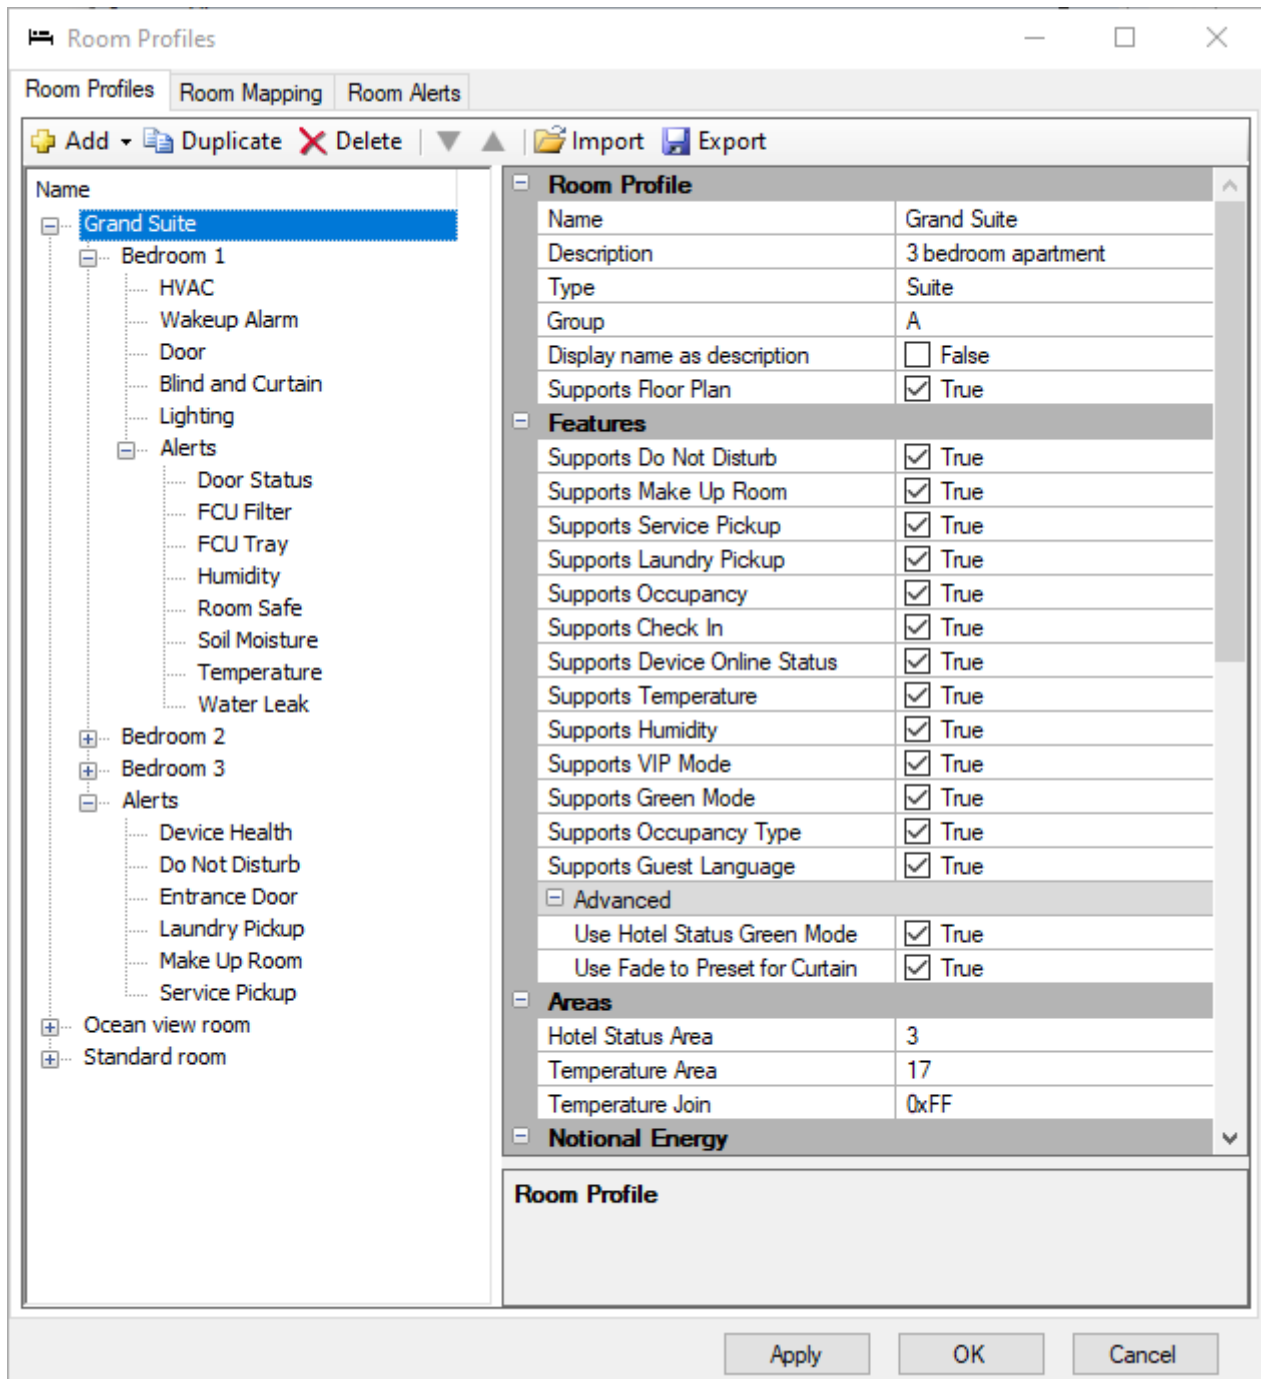 Room Profiles
Room Profiles Room Mapping Room Alerts
Add Duplicate Delete Import Export
Name
Grand Suite
Bedroom 1
HVAC
Wakeup Alarm
Door
Blind and Curtain
Lighting
Alerts
Door Status
FCU Filter
FCU Tray
Humidity
Room Safe
Soil Moisture
Temperature
Water Leak
Bedroom 2
Bedroom 3
Alerts
Device Health
Do Not Disturb
Entrance Door
Laundry Pickup
Make Up Room
Service Pickup
Ocean view room
Standard room
Room Profile
Name Grand Suite
Description 3 bedroom apartment
Type Suite
Group A
Display name as description False
Supports Floor Plan True
Features
Supports Do Not Disturb True
Supports Make Up Room True
Supports Service Pickup True
Supports Laundry Pickup True
Supports Occupancy True
Supports Check In True
Supports Device Online Status True
Supports Temperature True
Supports Humidity True
Supports VIP Mode True
Supports Green Mode True
Supports Occupancy Type True
Supports Guest Language True
Advanced
Use Hotel Status Green Mode True
Use Fade to Preset for Curtain True
Areas
Hotel Status Area 3
Temperature Area 17
Temperature Join 0xFF
Notional Energy
Room Profile
Apply OK Cancel